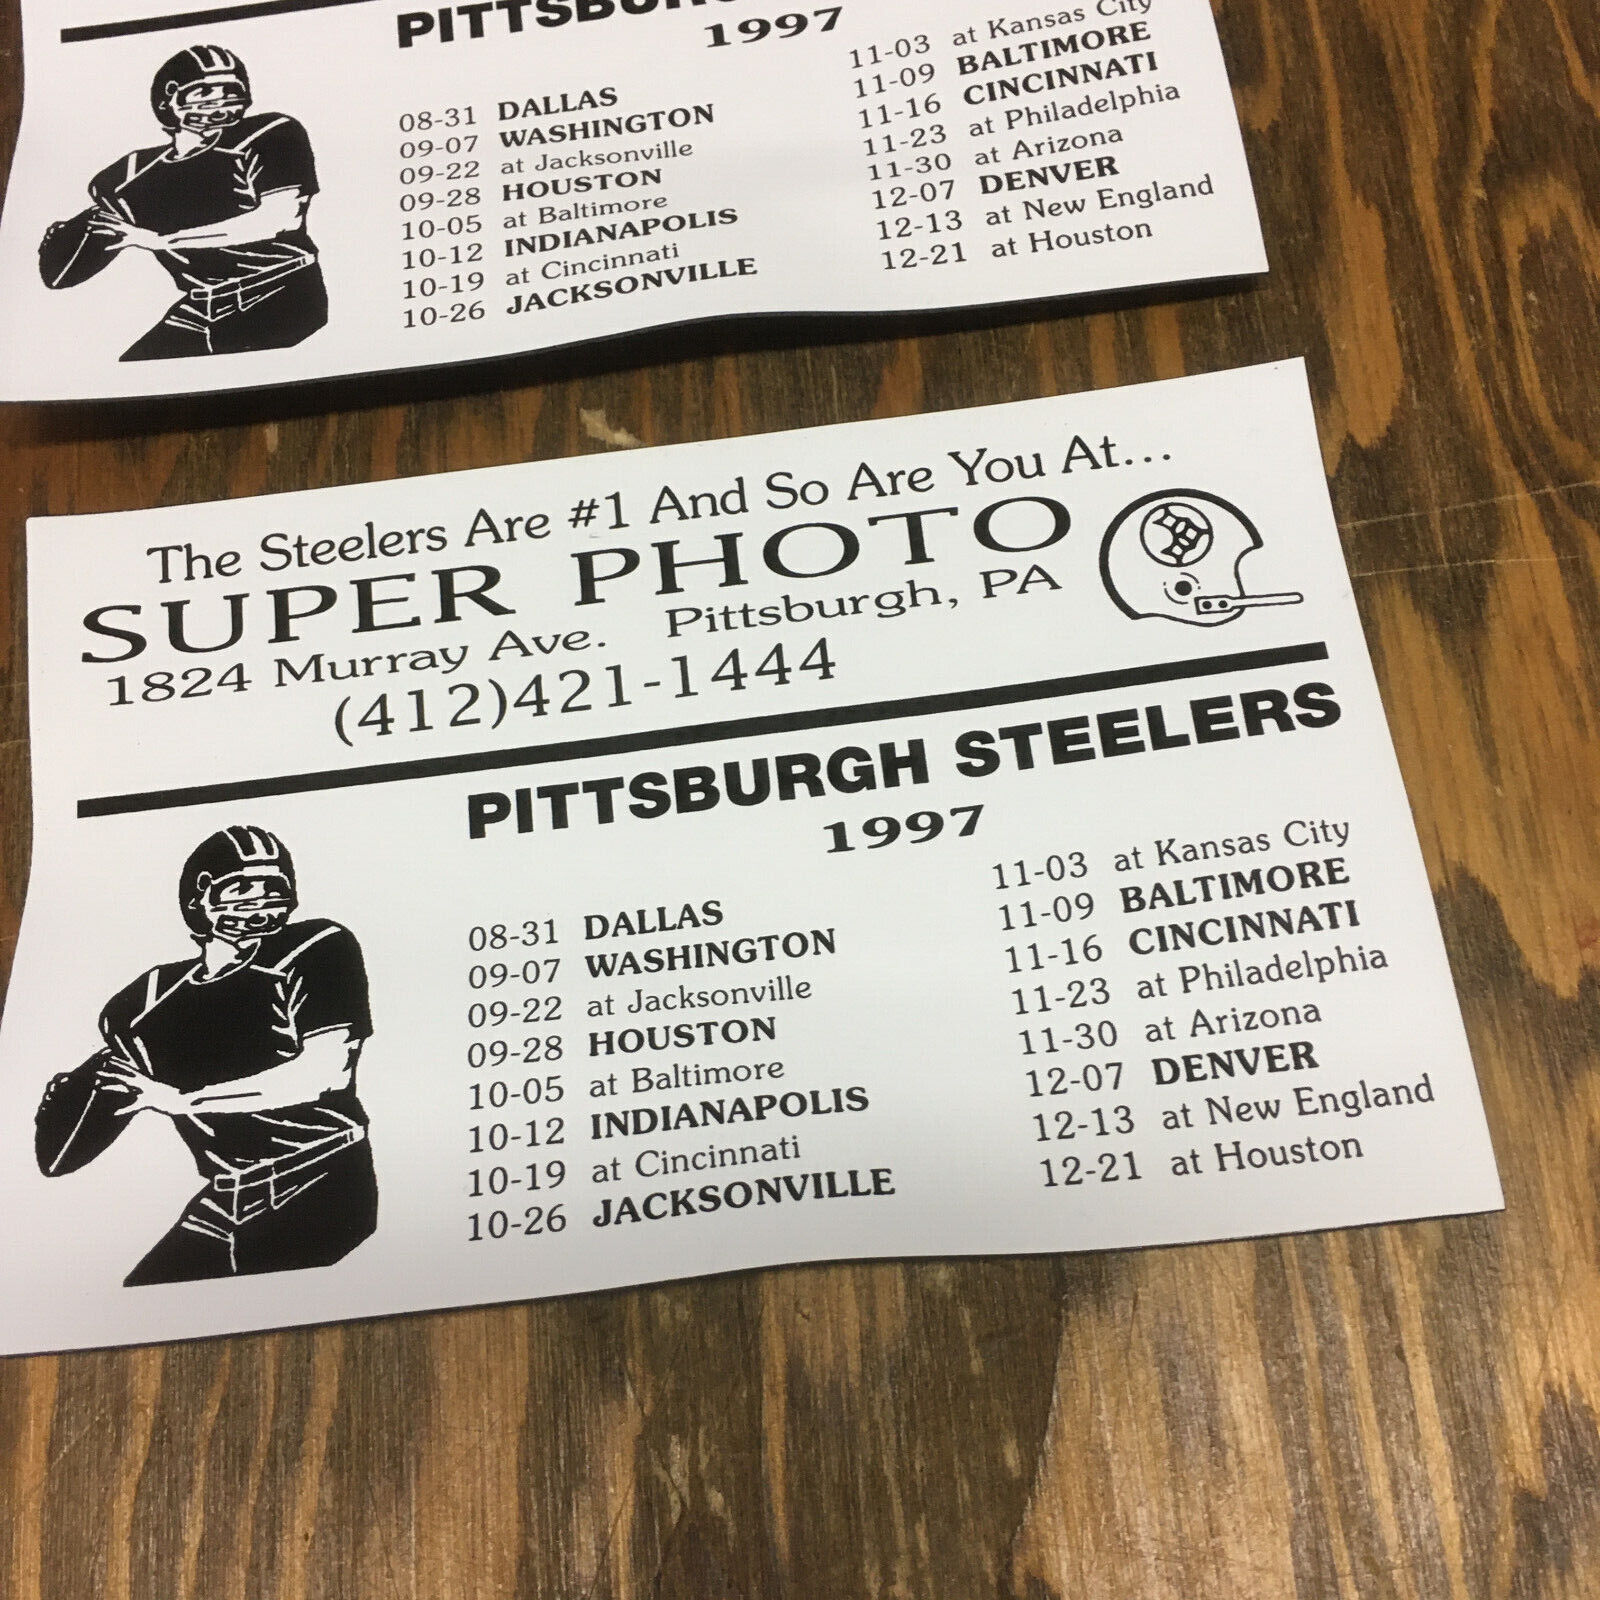 PITTSBU
1997
08-31 DALLAS
09-07 WASHINGTON
09-22 at Jacksonville
09-28 HOUSTON
10-05 at Baltimore
10-12 INDIANAPOLIS
10-19 at Cincinnati
10-26 JACKSONVILLE
11-03 at Kansas City
11-09 BALTIMORE
11-16 CINCINNATI
11-23 at Philadelphia
11-30 at Arizona
12-07 DENVER
12-13 at New England
12-21 at Houston
The Steelers Are #1 And So Are You At...
SUPER PHOTO
1824 Murray Ave. Pittsburgh, PA
(412)421-1444
PITTSBURGH STEELERS
1997
08-31 DALLAS
09-07 WASHINGTON
09-22 at Jacksonville
09-28 HOUSTON
10-05 at Baltimore
10-12 INDIANAPOLIS
10-19 at Cincinnati
10-26 JACKSONVILLE
11-03 at Kansas City
11-09 BALTIMORE
11-16 CINCINNATI
11-23 at Philadelphia
11-30 at Arizona
12-07 DENVER
12-13 at New England
12-21 at Houston